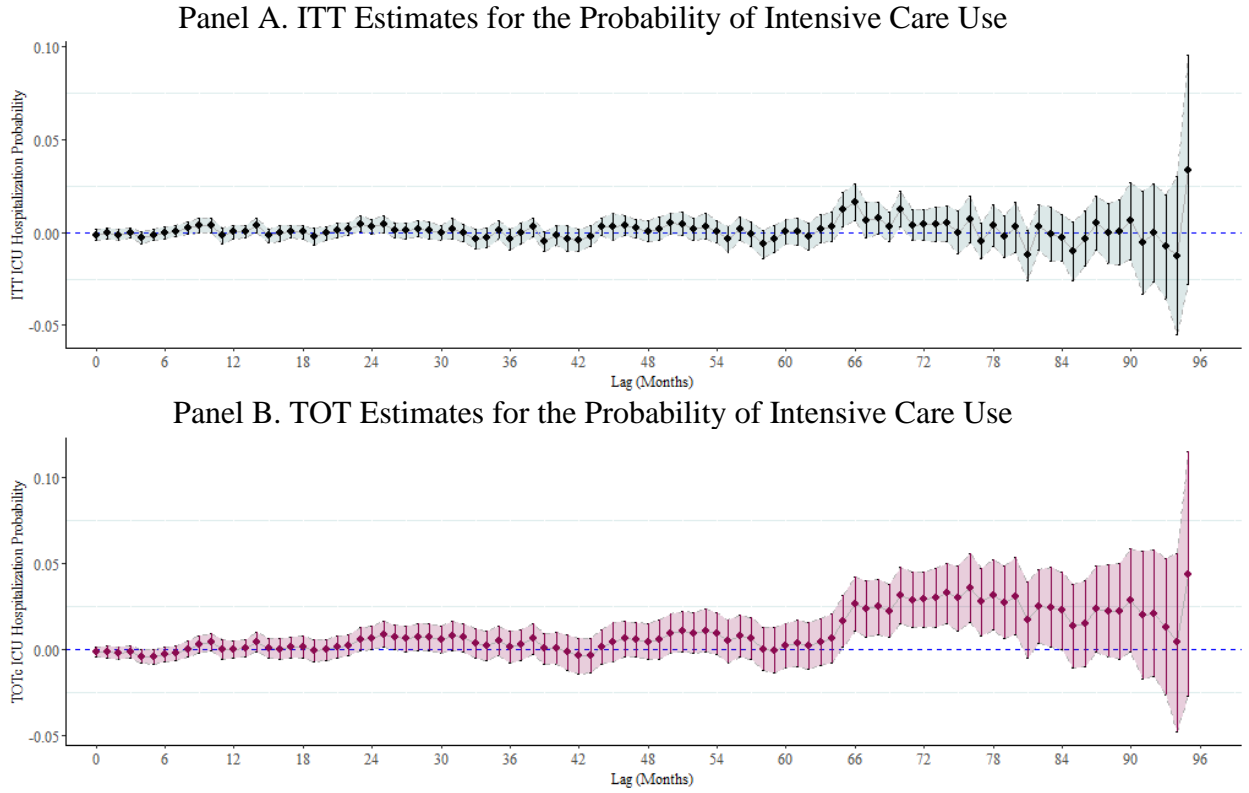 Panel A. ITT Estimates for the Probability of Intensive Care Use
ITT ICU Hospitalization Probability
0.10
0.05
0.00
-0.05
0 6 12 18 24 30 36 42 48 54 60 66 72 78 84 90 96
Lag (Months)
Panel B. TOT Estimates for the Probability of Intensive Care Use
TOTc ICU Hospitalization Probability
0.10
0.05
0.00
-0.05
0 6 12 18 24 30 36 42 48 54 60 66 72 78 84 90 96
Lag (Months)